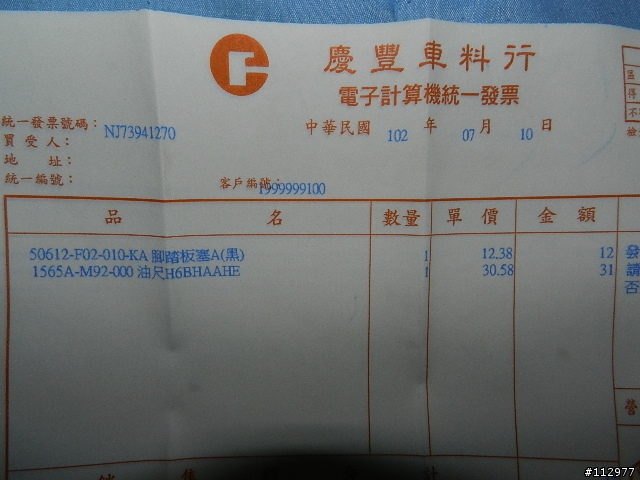 慶豐車料行
電子計算機統一發票
統一發票號碼： NJ73941270
中華民國 102 年 07 月 10 日
買受人：
地 址：
統一編號：
客戶編號： 1999999100
品 名 數量 單價 金額
50612-F02-010-KA 腳踏板塞A(黑) 1 12.38 12
1565A-M92-000 油尺H6BHAAHE 1 30.58 31
發
請
否
營
#112977